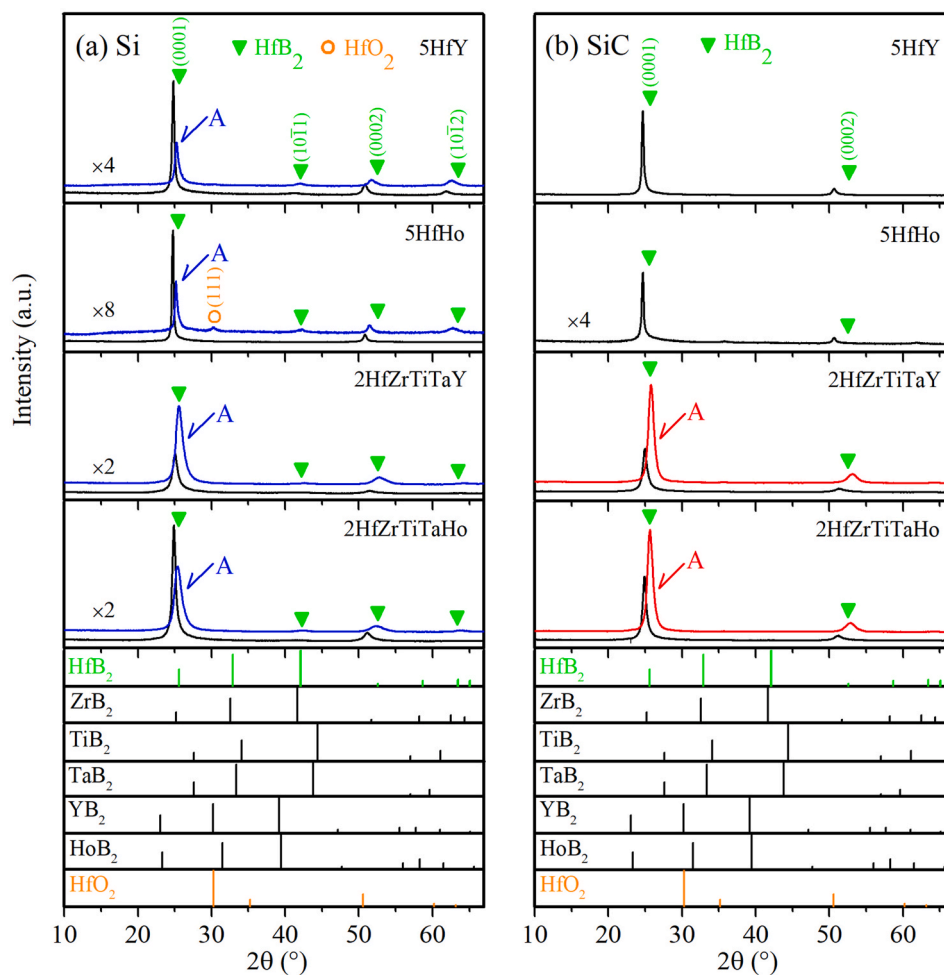 (a) Si
(0001)
HfB2
HfO2
5HfY
A
(101̅1)
(0002)
(101̅2)
×4
5HfHo
A
(111)
×8
2HfZrTiTaY
A
×2
2HfZrTiTaHo
A
×2
HfB2
ZrB2
TiB2
TaB2
YB2
HoB2
HfO2
10 20 30 40 50 60
2θ (°)
Intensity (a.u.)
(b) SiC
(0001)
HfB2
5HfY
(0002)
5HfHo
×4
2HfZrTiTaY
A
2HfZrTiTaHo
A
HfB2
ZrB2
TiB2
TaB2
YB2
HoB2
HfO2
10 20 30 40 50 60
2θ (°)